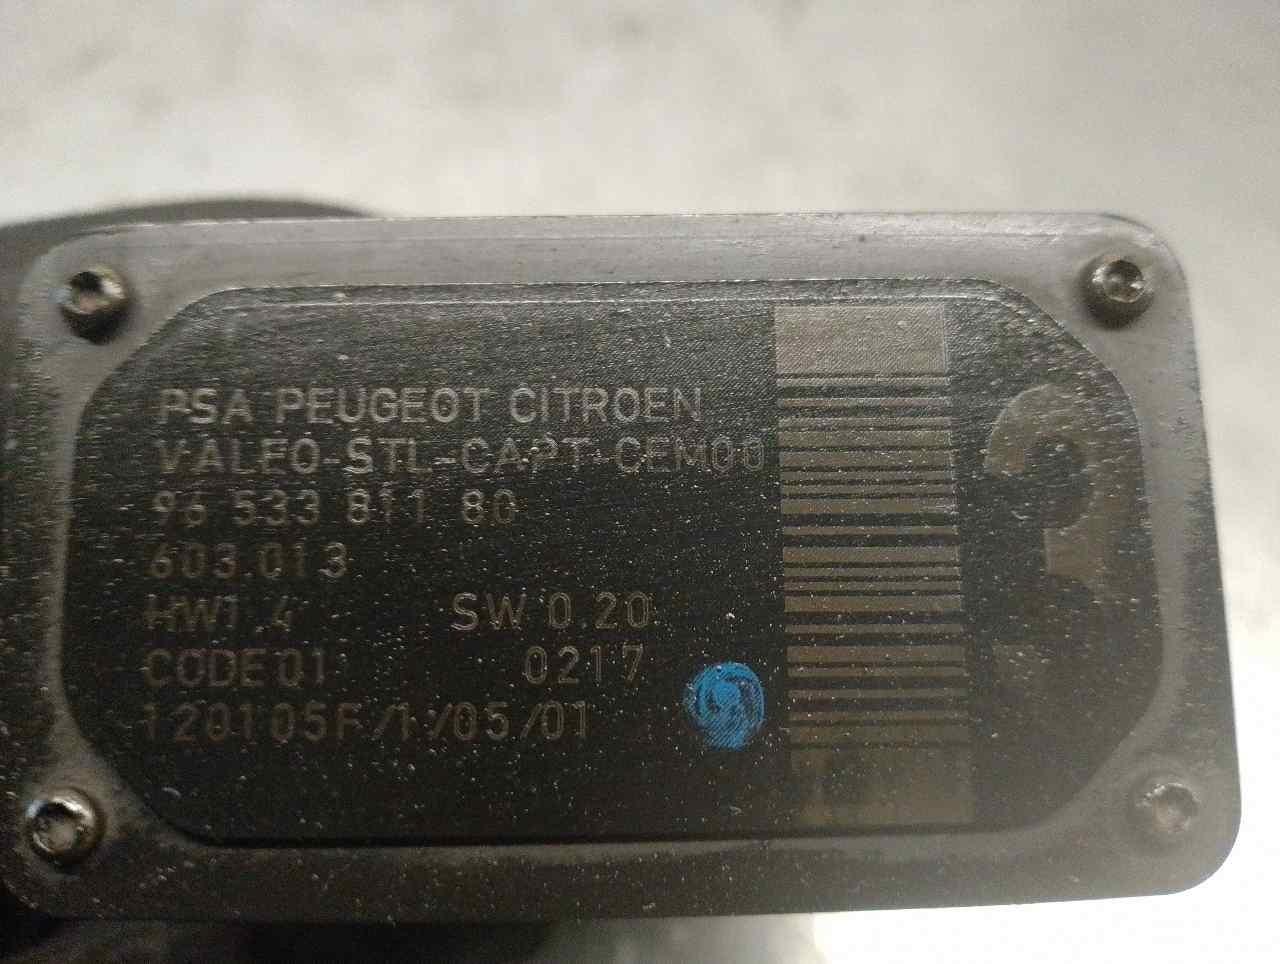 PSA PEUGEOT CITROEN
VALEO-STL-CAPT-CEM00
96 533 811 80
603.013
HW1.4 SW 0.20
CODE01 0217
120105F/1/05/01